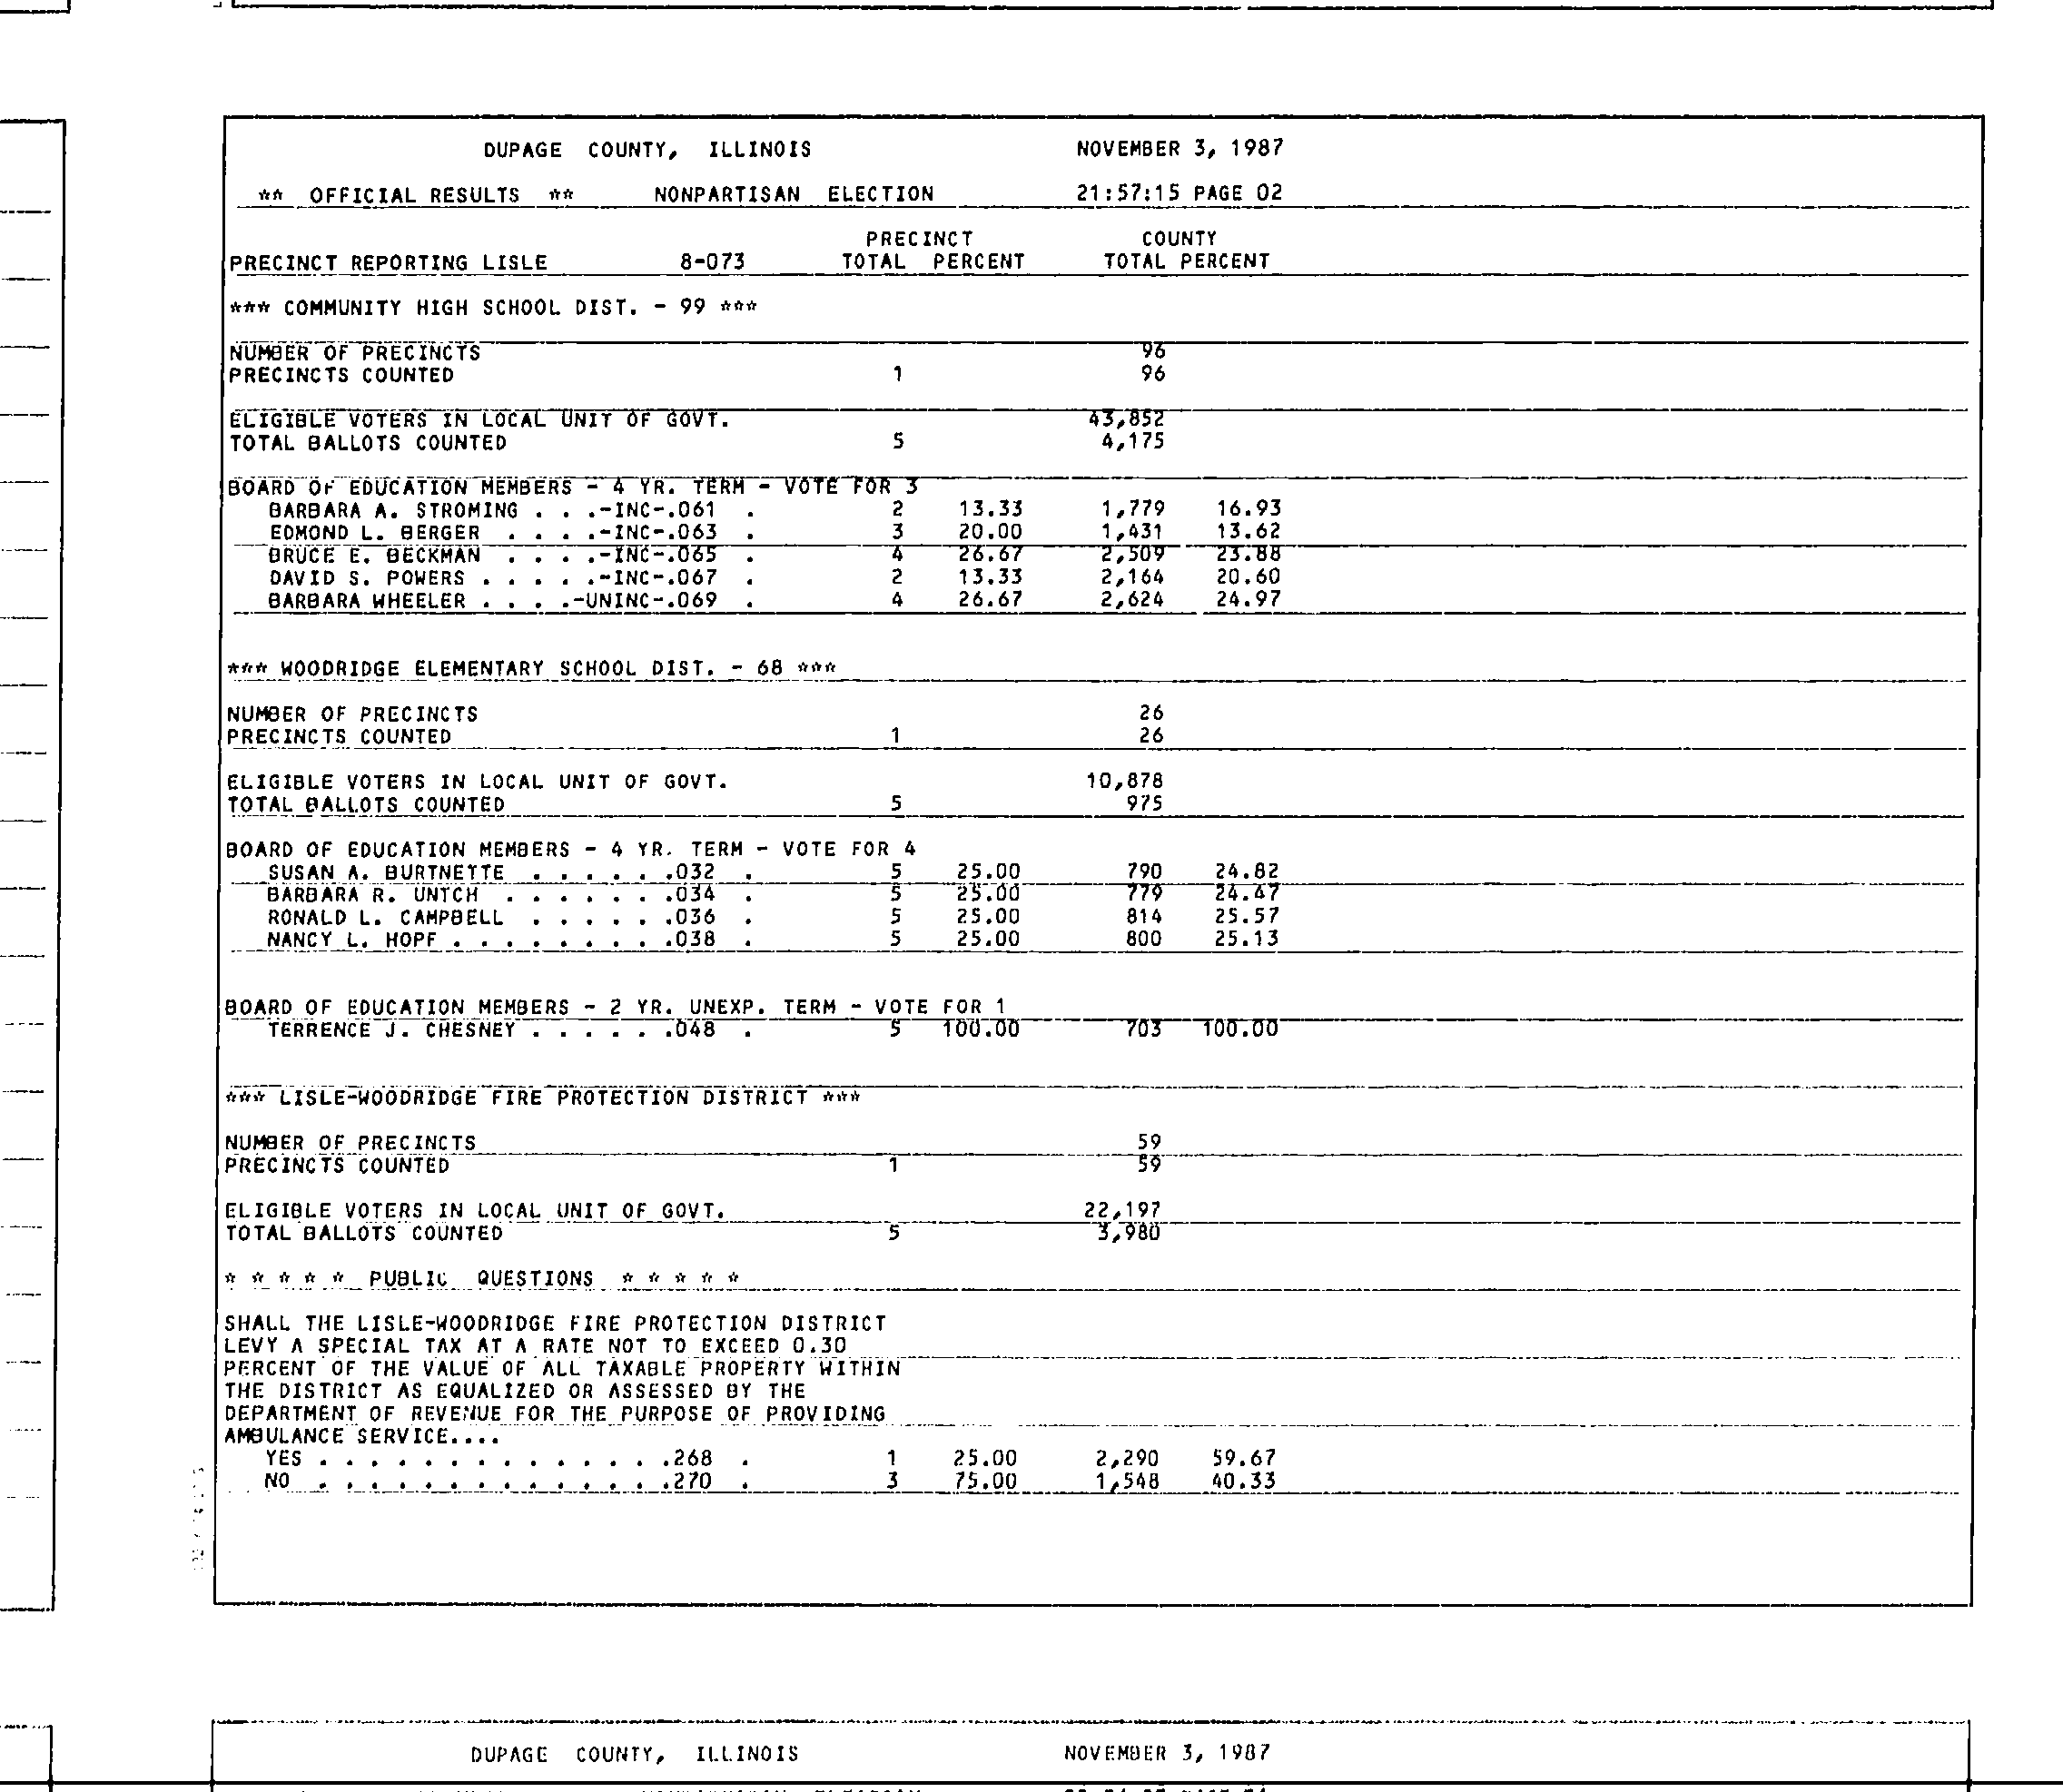 DUPAGE COUNTY, ILLINOIS NOVEMBER 3, 1987
** OFFICIAL RESULTS ** NONPARTISAN ELECTION 21:57:15 PAGE 02
PRECINCT COUNTY
PRECINCT REPORTING LISLE 8-073 TOTAL PERCENT TOTAL PERCENT
*** COMMUNITY HIGH SCHOOL DIST. - 99 ***
NUMBER OF PRECINCTS 96
PRECINCTS COUNTED 1 96
ELIGIBLE VOTERS IN LOCAL UNIT OF GOVT. 43,852
TOTAL BALLOTS COUNTED 5 4,175
BOARD OF EDUCATION MEMBERS - 4 YR. TERM - VOTE FOR 3
BARBARA A. STROMING . . .-INC-.061 . 2 13.33 1,779 16.93
EDMOND L. BERGER . . . .-INC-.063 . 3 20.00 1,431 13.62
BRUCE E. BECKMAN . . . .-INC-.065 . 4 26.67 2,509 23.88
DAVID S. POWERS . . . . .-INC-.067 . 2 13.33 2,164 20.60
BARBARA WHEELER . . . .-UNINC-.069 . 4 26.67 2,624 24.97
*** WOODRIDGE ELEMENTARY SCHOOL DIST. - 68 ***
NUMBER OF PRECINCTS 26
PRECINCTS COUNTED 1 26
ELIGIBLE VOTERS IN LOCAL UNIT OF GOVT. 10,878
TOTAL BALLOTS COUNTED 5 975
BOARD OF EDUCATION MEMBERS - 4 YR. TERM - VOTE FOR 4
SUSAN A. BURTNETTE . . . . . .032 . 5 25.00 790 24.82
BARBARA R. UNTCH . . . . . . .034 . 5 25.00 779 24.47
RONALD L. CAMPBELL . . . . . .036 . 5 25.00 814 25.57
NANCY L. HOPF . . . . . . . . .038 . 5 25.00 800 25.13
BOARD OF EDUCATION MEMBERS - 2 YR. UNEXP. TERM - VOTE FOR 1
TERRENCE J. CHESNEY . . . . . .048 . 5 100.00 703 100.00
*** LISLE-WOODRIDGE FIRE PROTECTION DISTRICT ***
NUMBER OF PRECINCTS 59
PRECINCTS COUNTED 1 59
ELIGIBLE VOTERS IN LOCAL UNIT OF GOVT. 22,197
TOTAL BALLOTS COUNTED 5 3,980
* * * * * PUBLIC QUESTIONS * * * * *
SHALL THE LISLE-WOODRIDGE FIRE PROTECTION DISTRICT
LEVY A SPECIAL TAX AT A RATE NOT TO EXCEED 0.30
PERCENT OF THE VALUE OF ALL TAXABLE PROPERTY WITHIN
THE DISTRICT AS EQUALIZED OR ASSESSED BY THE
DEPARTMENT OF REVENUE FOR THE PURPOSE OF PROVIDING
AMBULANCE SERVICE....
YES . . . . . . . . . . . . . .268 . 1 25.00 2,290 59.67
NO . . . . . . . . . . . . . .270 . 3 75.00 1,548 40.33
DUPAGE COUNTY, ILLINOIS NOVEMBER 3, 1987